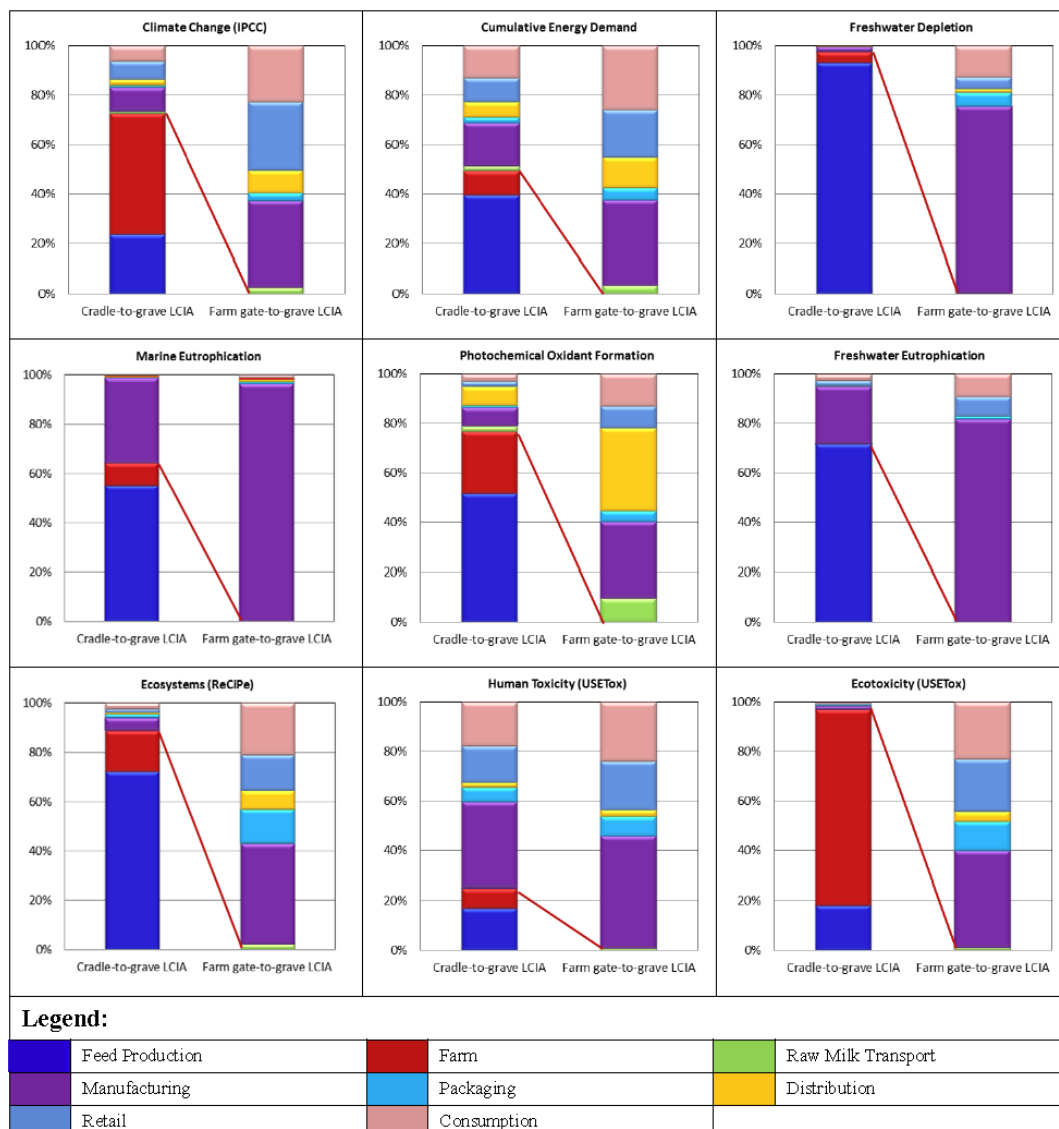 Climate Change (IPCC)
100%
80%
60%
40%
20%
0%
Cradle-to-grave LCIA Farm gate-to-grave LCIA
Cumulative Energy Demand
100%
80%
60%
40%
20%
0%
Cradle-to-grave LCIA Farm gate-to-grave LCIA
Freshwater Depletion
100%
80%
60%
40%
20%
0%
Cradle-to-grave LCIA Farm gate-to-grave LCIA
Marine Eutrophication
100%
80%
60%
40%
20%
0%
Cradle-to-grave LCIA Farm gate-to-grave LCIA
Photochemical Oxidant Formation
100%
80%
60%
40%
20%
0%
Cradle-to-grave LCIA Farm gate-to-grave LCIA
Freshwater Eutrophication
100%
80%
60%
40%
20%
0%
Cradle-to-grave LCIA Farm gate-to-grave LCIA
Ecosystems (ReCiPe)
100%
80%
60%
40%
20%
0%
Cradle-to-grave LCIA Farm gate-to-grave LCIA
Human Toxicity (USETox)
100%
80%
60%
40%
20%
0%
Cradle-to-grave LCIA Farm gate-to-grave LCIA
Ecotoxicity (USETox)
100%
80%
60%
40%
20%
0%
Cradle-to-grave LCIA Farm gate-to-grave LCIA
Legend:
Feed Production Farm Raw Milk Transport
Manufacturing Packaging Distribution
Retail Consumption